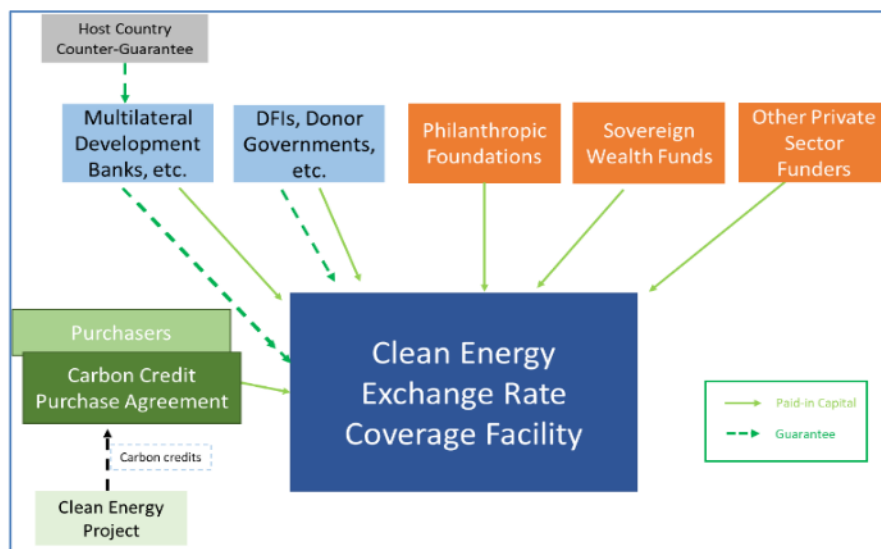 Host Country
Counter-Guarantee
Multilateral
Development
Banks, etc.
DFIs, Donor
Governments,
etc.
Philanthropic
Foundations
Sovereign
Wealth Funds
Other Private
Sector
Funders
Purchasers
Carbon Credit
Purchase Agreement
Carbon credits
Clean Energy
Project
Clean Energy
Exchange Rate
Coverage Facility
Paid-in Capital
Guarantee